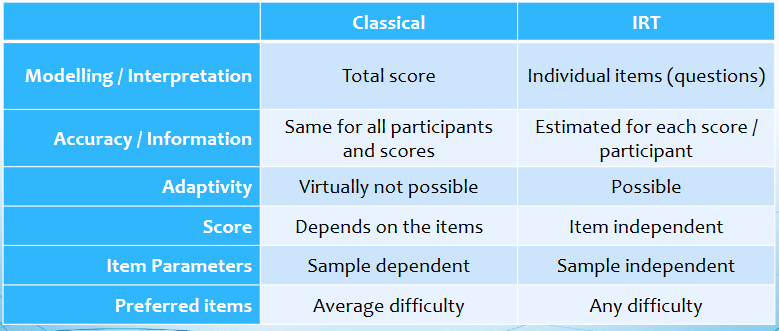 Classical IRT
Modelling / Interpretation Total score Individual items (questions)
Accuracy / Information Same for all participants and scores Estimated for each score / participant
Adaptivity Virtually not possible Possible
Score Depends on the items Item independent
Item Parameters Sample dependent Sample independent
Preferred items Average difficulty Any difficulty